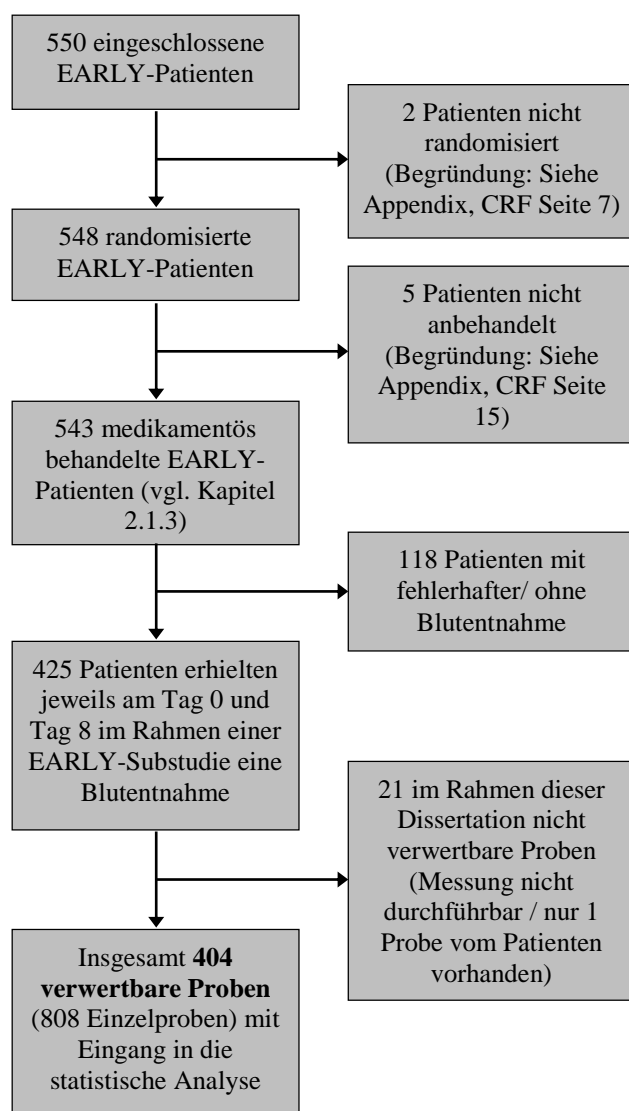 550 eingeschlossene
EARLY-Patienten
2 Patienten nicht
randomisiert
(Begründung: Siehe
Appendix, CRF Seite 7)
548 randomisierte
EARLY-Patienten
5 Patienten nicht
anbehandelt
(Begründung: Siehe
Appendix, CRF Seite
15)
543 medikamentös
behandelte EARLY-
Patienten (vgl. Kapitel
2.1.3)
118 Patienten mit
fehlerhafter/ ohne
Blutentnahme
425 Patienten erhielten
jeweils am Tag 0 und
Tag 8 im Rahmen einer
EARLY-Substudie eine
Blutentnahme
21 im Rahmen dieser
Dissertation nicht
verwertbare Proben
(Messung nicht
durchführbar / nur 1
Probe vom Patienten
vorhanden)
Insgesamt 404
verwertbare Proben
(808 Einzelproben) mit
Eingang in die
statistische Analyse